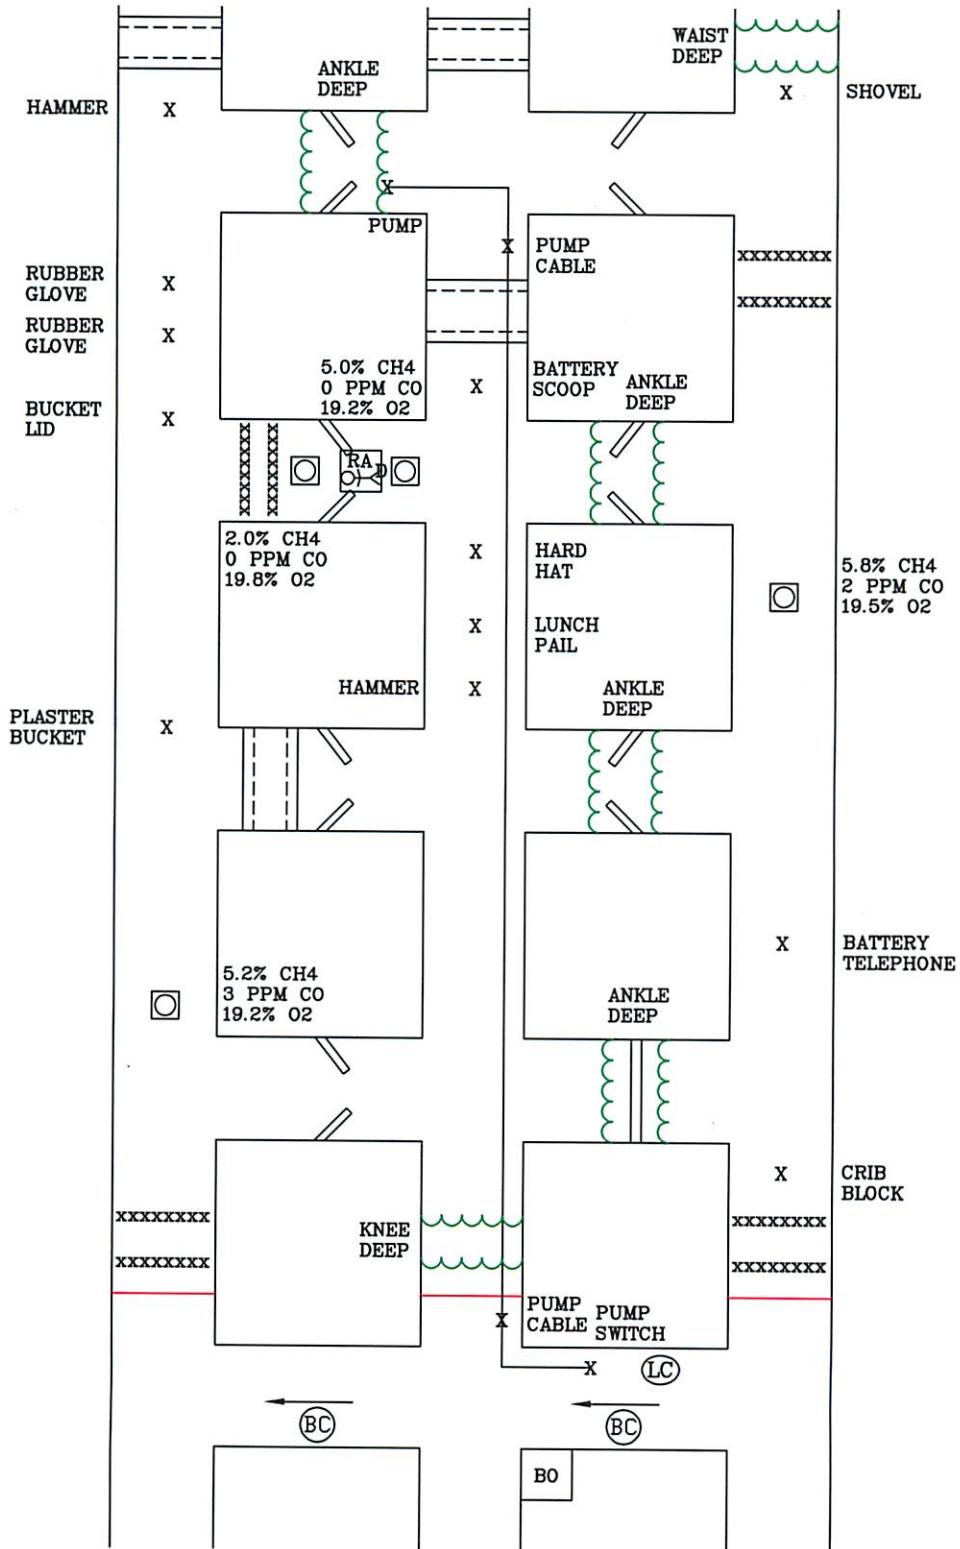 WAIST
DEEP
ANKLE
DEEP
HAMMER
X
X
SHOVEL
X
PUMP
X
PUMP
CABLE
XXXXXXXX
RUBBER
GLOVE
X
XXXXXXXX
RUBBER
GLOVE
X
5.0% CH4
0 PPM CO
19.2% O2
X
BATTERY
SCOOP
ANKLE
DEEP
BUCKET
LID
X
RA
D
2.0% CH4
0 PPM CO
19.8% O2
X
HARD
HAT
5.8% CH4
2 PPM CO
19.5% O2
X
LUNCH
PAIL
HAMMER
X
ANKLE
DEEP
PLASTER
BUCKET
X
X
BATTERY
TELEPHONE
5.2% CH4
3 PPM CO
19.2% O2
ANKLE
DEEP
X
CRIB
BLOCK
XXXXXXXX
KNEE
DEEP
XXXXXXXX
XXXXXXXX
XXXXXXXX
PUMP
CABLE
X
PUMP
SWITCH
X
LC
BC
BC
BO